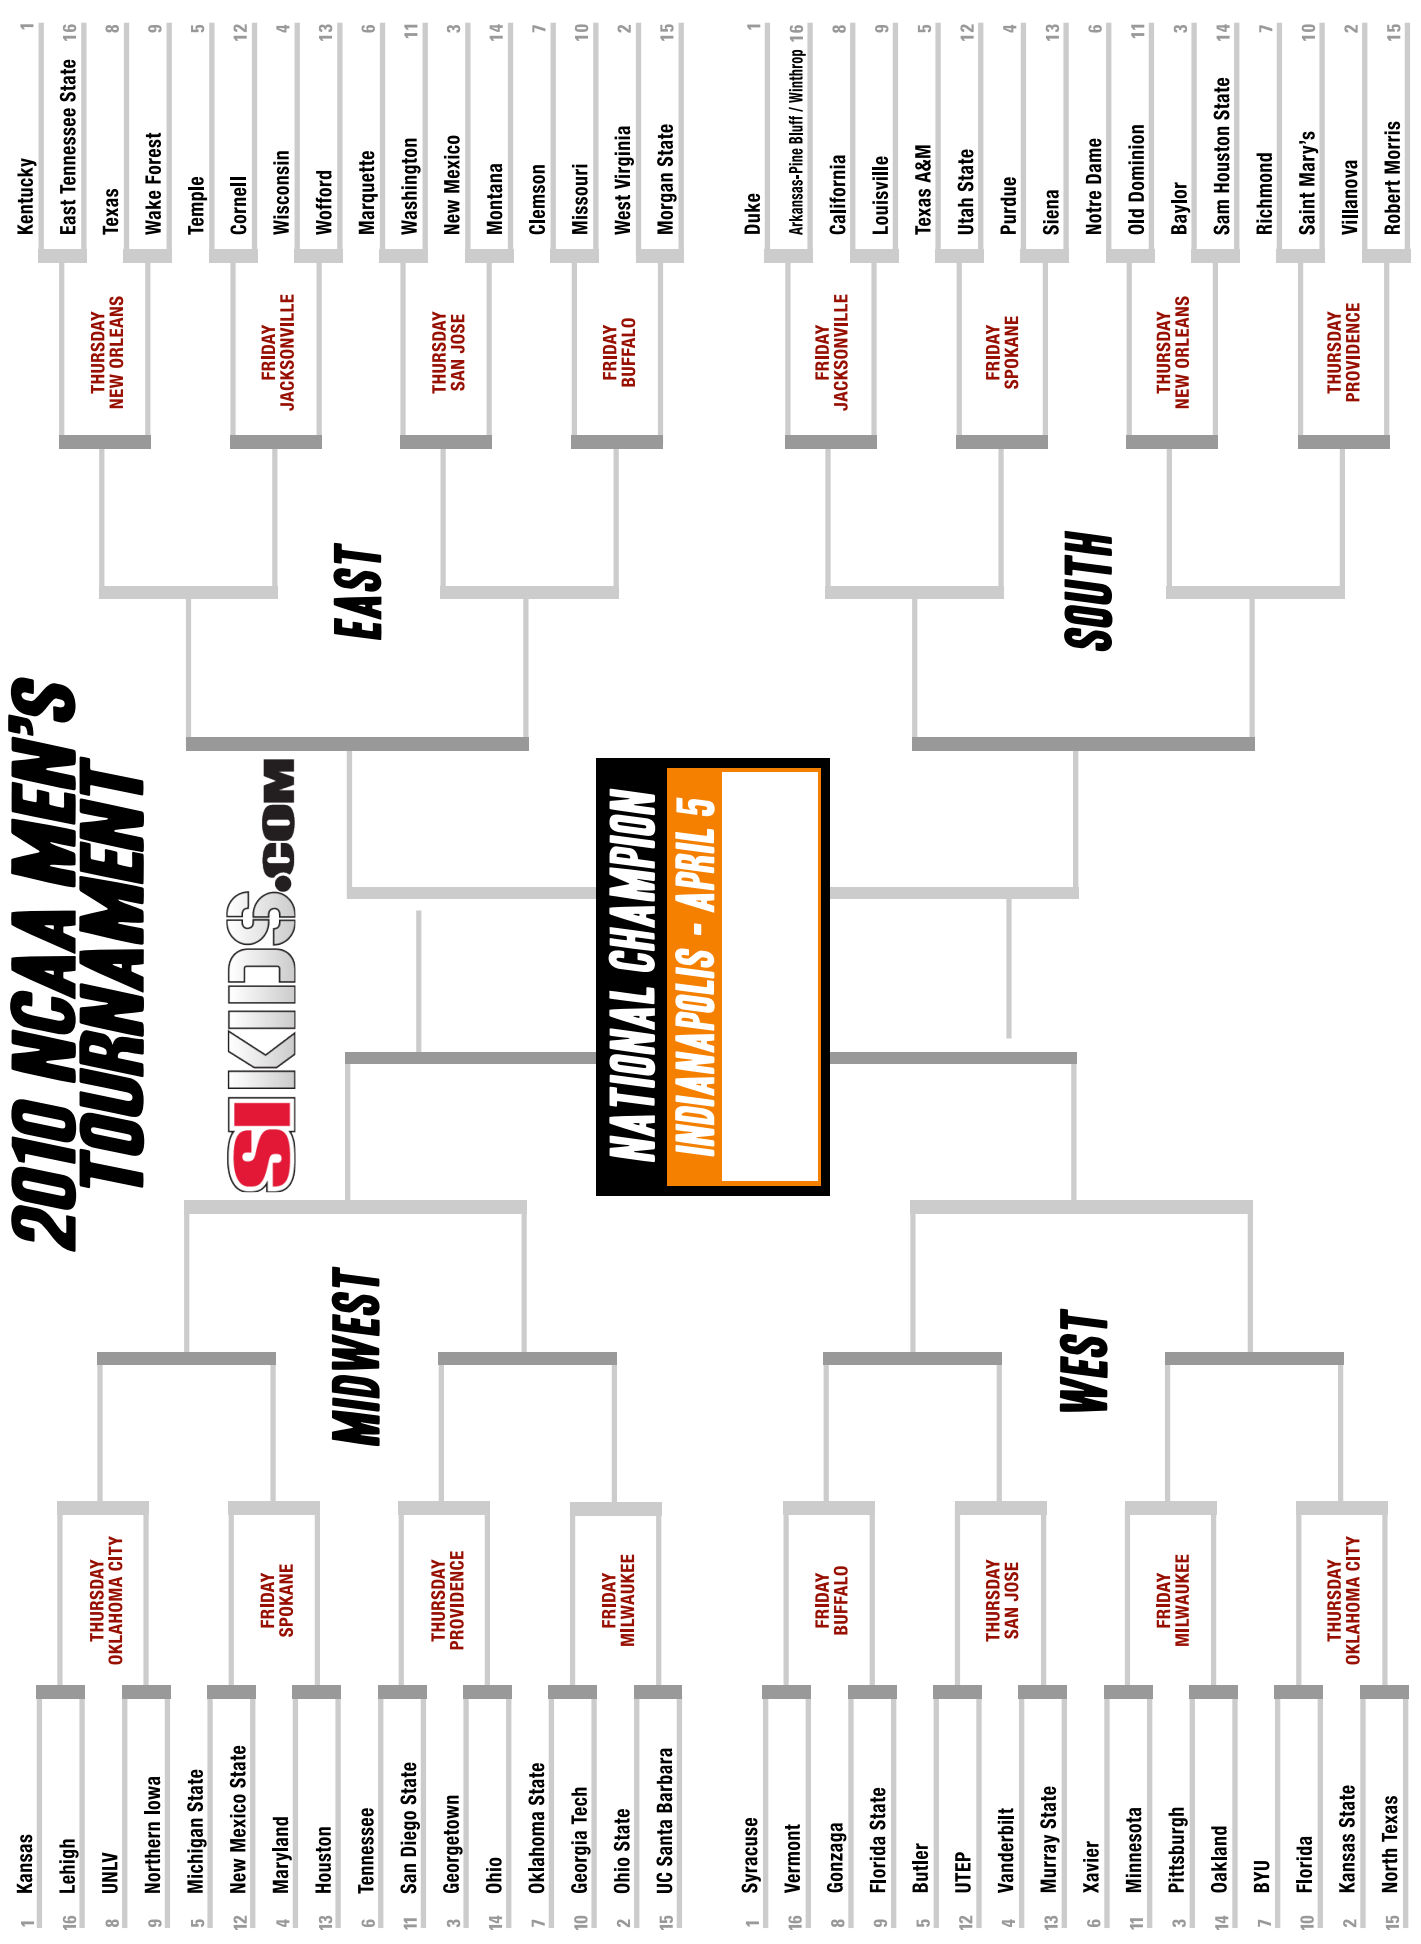 2010 NCAA MEN'S
TOURNAMENT
SIKIDS.COM
MIDWEST
1 Kansas
16 Lehigh
8 UNLV
9 Northern Iowa
5 Michigan State
12 New Mexico State
4 Maryland
13 Houston
6 Tennessee
11 San Diego State
3 Georgetown
14 Ohio
7 Oklahoma State
10 Georgia Tech
2 Ohio State
15 UC Santa Barbara
THURSDAY
OKLAHOMA CITY
FRIDAY
SPOKANE
THURSDAY
PROVIDENCE
FRIDAY
MILWAUKEE
WEST
1 Syracuse
16 Vermont
8 Gonzaga
9 Florida State
5 Butler
12 UTEP
4 Vanderbilt
13 Murray State
6 Xavier
11 Minnesota
3 Pittsburgh
14 Oakland
7 BYU
10 Florida
2 Kansas State
15 North Texas
FRIDAY
BUFFALO
THURSDAY
SAN JOSE
FRIDAY
MILWAUKEE
THURSDAY
OKLAHOMA CITY
NATIONAL CHAMPION
INDIANAPOLIS - APRIL 5
EAST
Kentucky 1
East Tennessee State 16
Texas 8
Wake Forest 9
Temple 5
Cornell 12
Wisconsin 4
Wofford 13
Marquette 6
Washington 11
New Mexico 3
Montana 14
Clemson 7
Missouri 10
West Virginia 2
Morgan State 15
THURSDAY
NEW ORLEANS
FRIDAY
JACKSONVILLE
THURSDAY
SAN JOSE
FRIDAY
BUFFALO
SOUTH
Duke 1
Arkansas-Pine Bluff / Winthrop 16
California 8
Louisville 9
Texas A&M 5
Utah State 12
Purdue 4
Siena 13
Notre Dame 6
Old Dominion 11
Baylor 3
Sam Houston State 14
Richmond 7
Saint Mary's 10
Villanova 2
Robert Morris 15
FRIDAY
JACKSONVILLE
FRIDAY
SPOKANE
THURSDAY
NEW ORLEANS
THURSDAY
PROVIDENCE